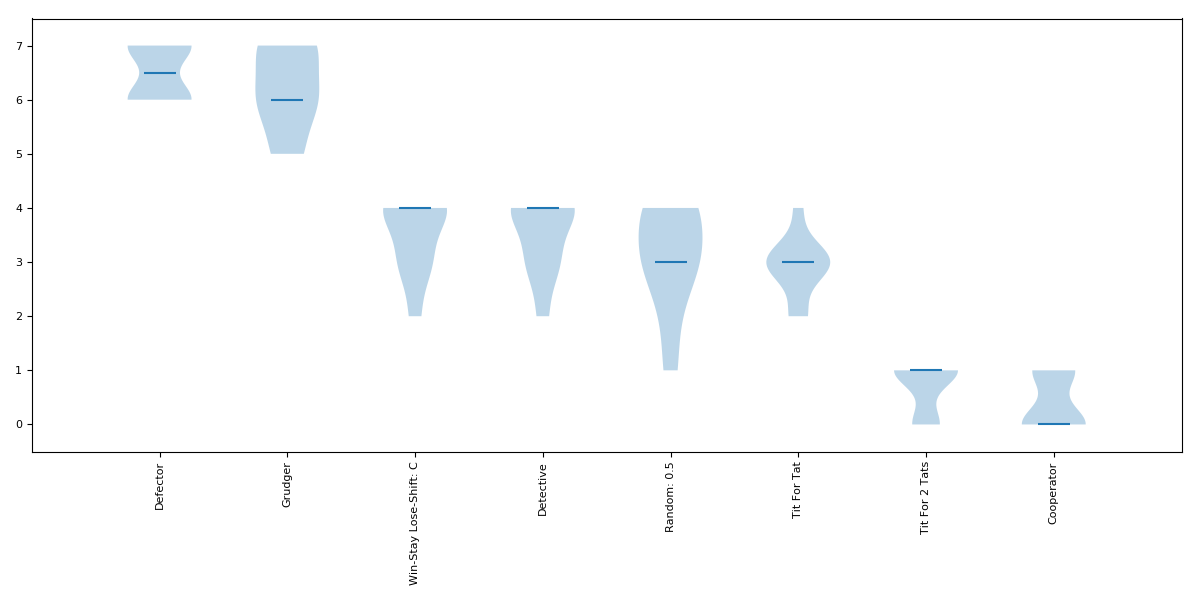 7
6
5
4
3
2
1
0
Defector
Grudger
Win-Stay Lose-Shift: C
Detective
Random: 0.5
Tit For Tat
Tit For 2 Tats
Cooperator